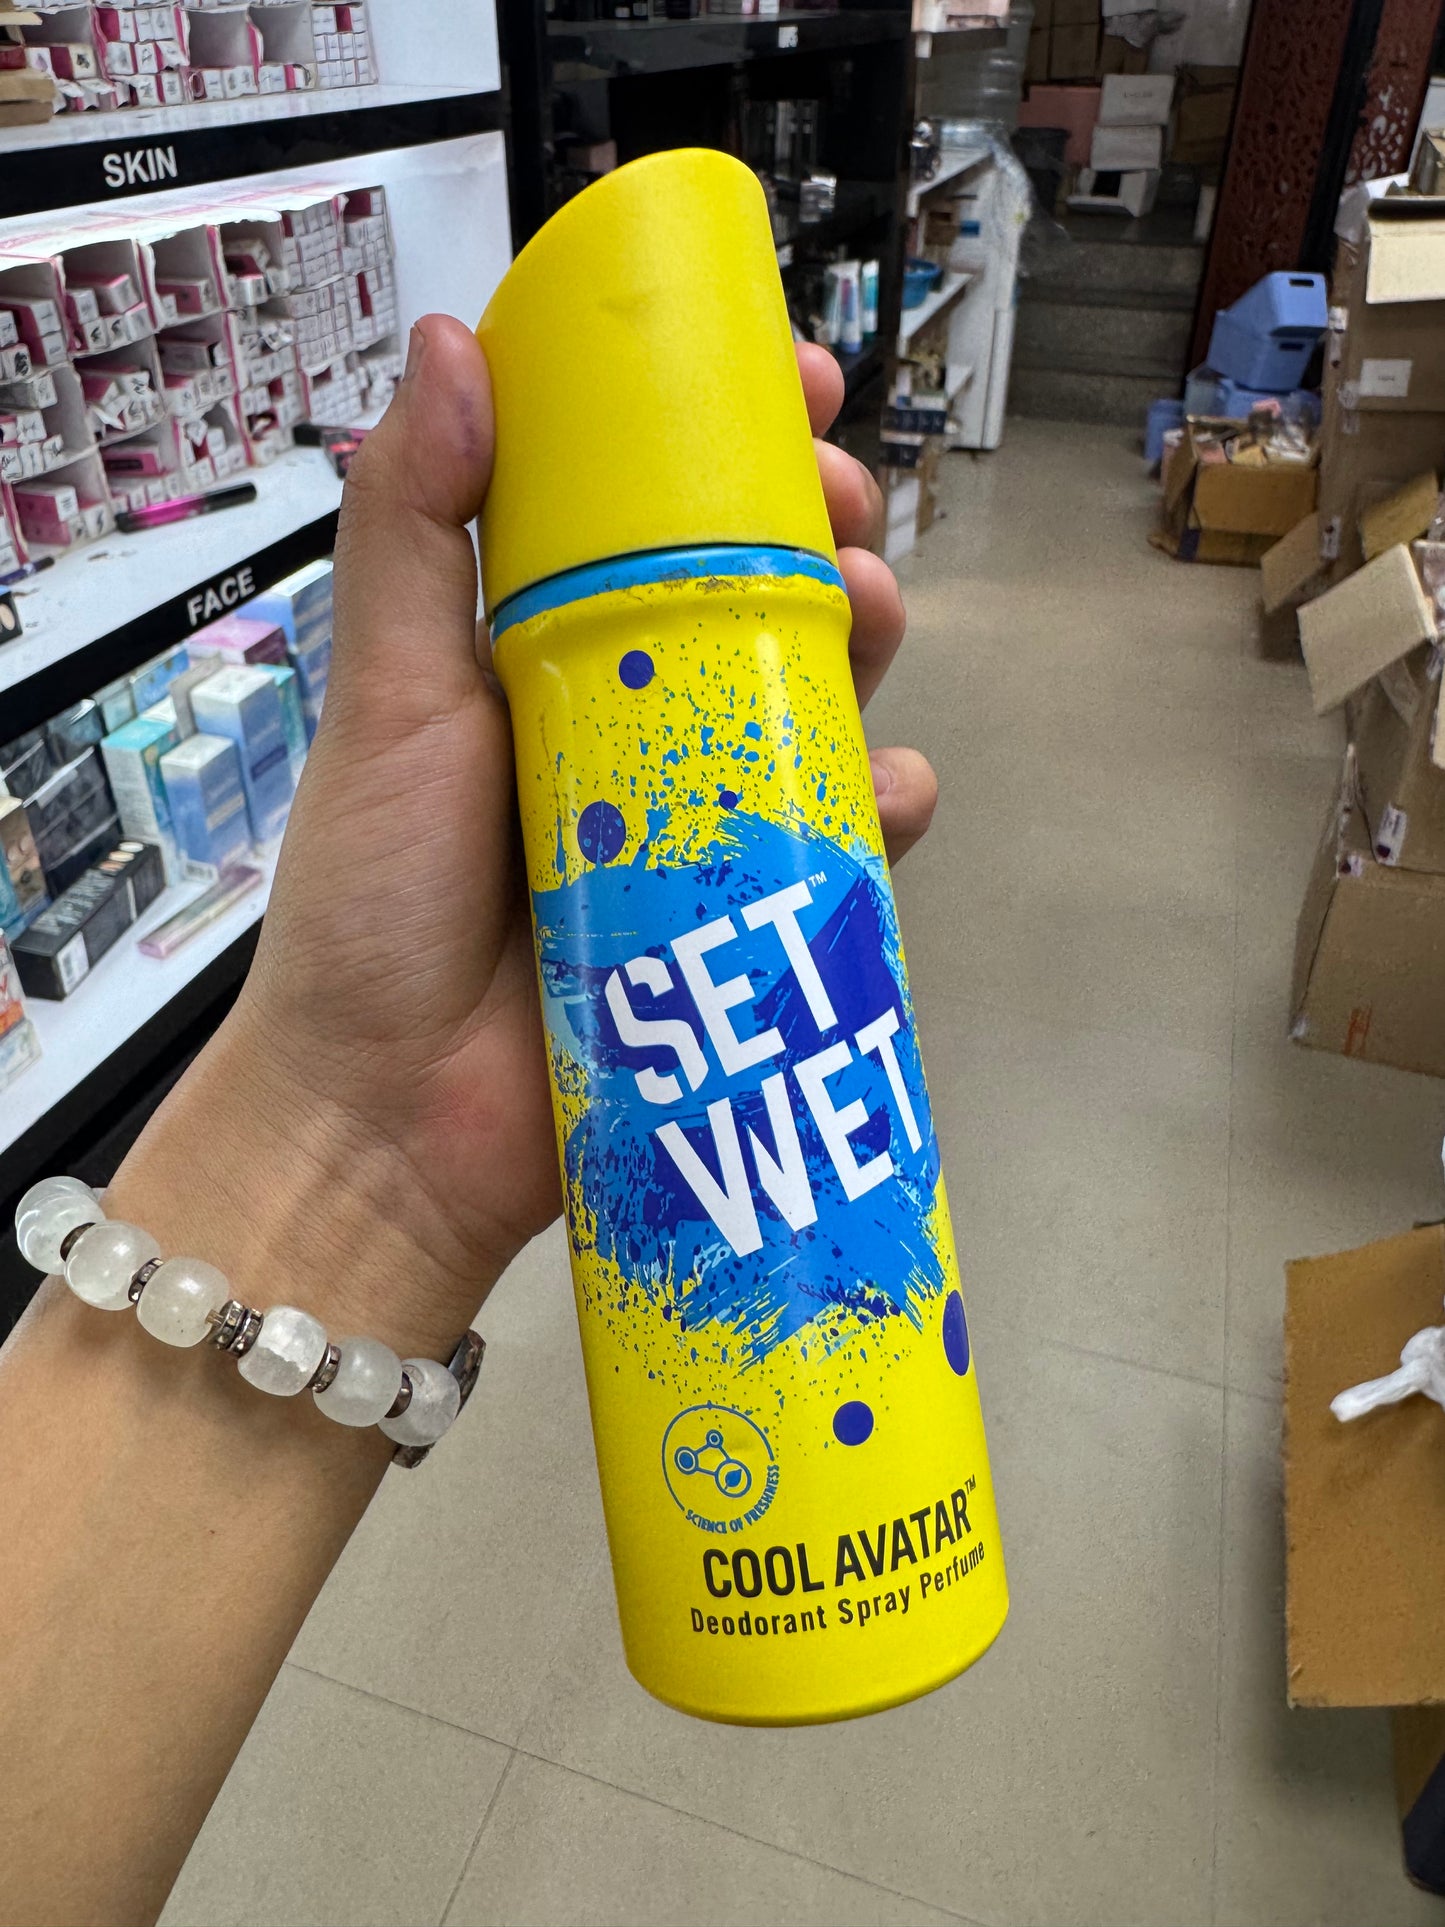 SKIN
FACE
SET™
WET
SCIENCE OF FRESHNESS
COOL AVATAR™
Deodorant Spray Perfume